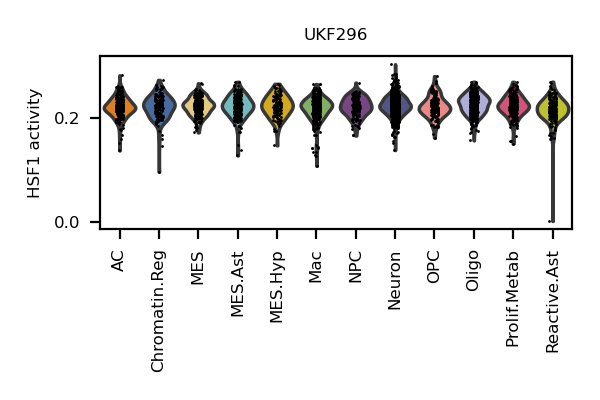 UKF296
HSF1 activity
0.2
0.0
AC
Chromatin.Reg
MES
MES.Ast
MES.Hyp
Mac
NPC
Neuron
OPC
Oligo
Prolif.Metab
Reactive.Ast